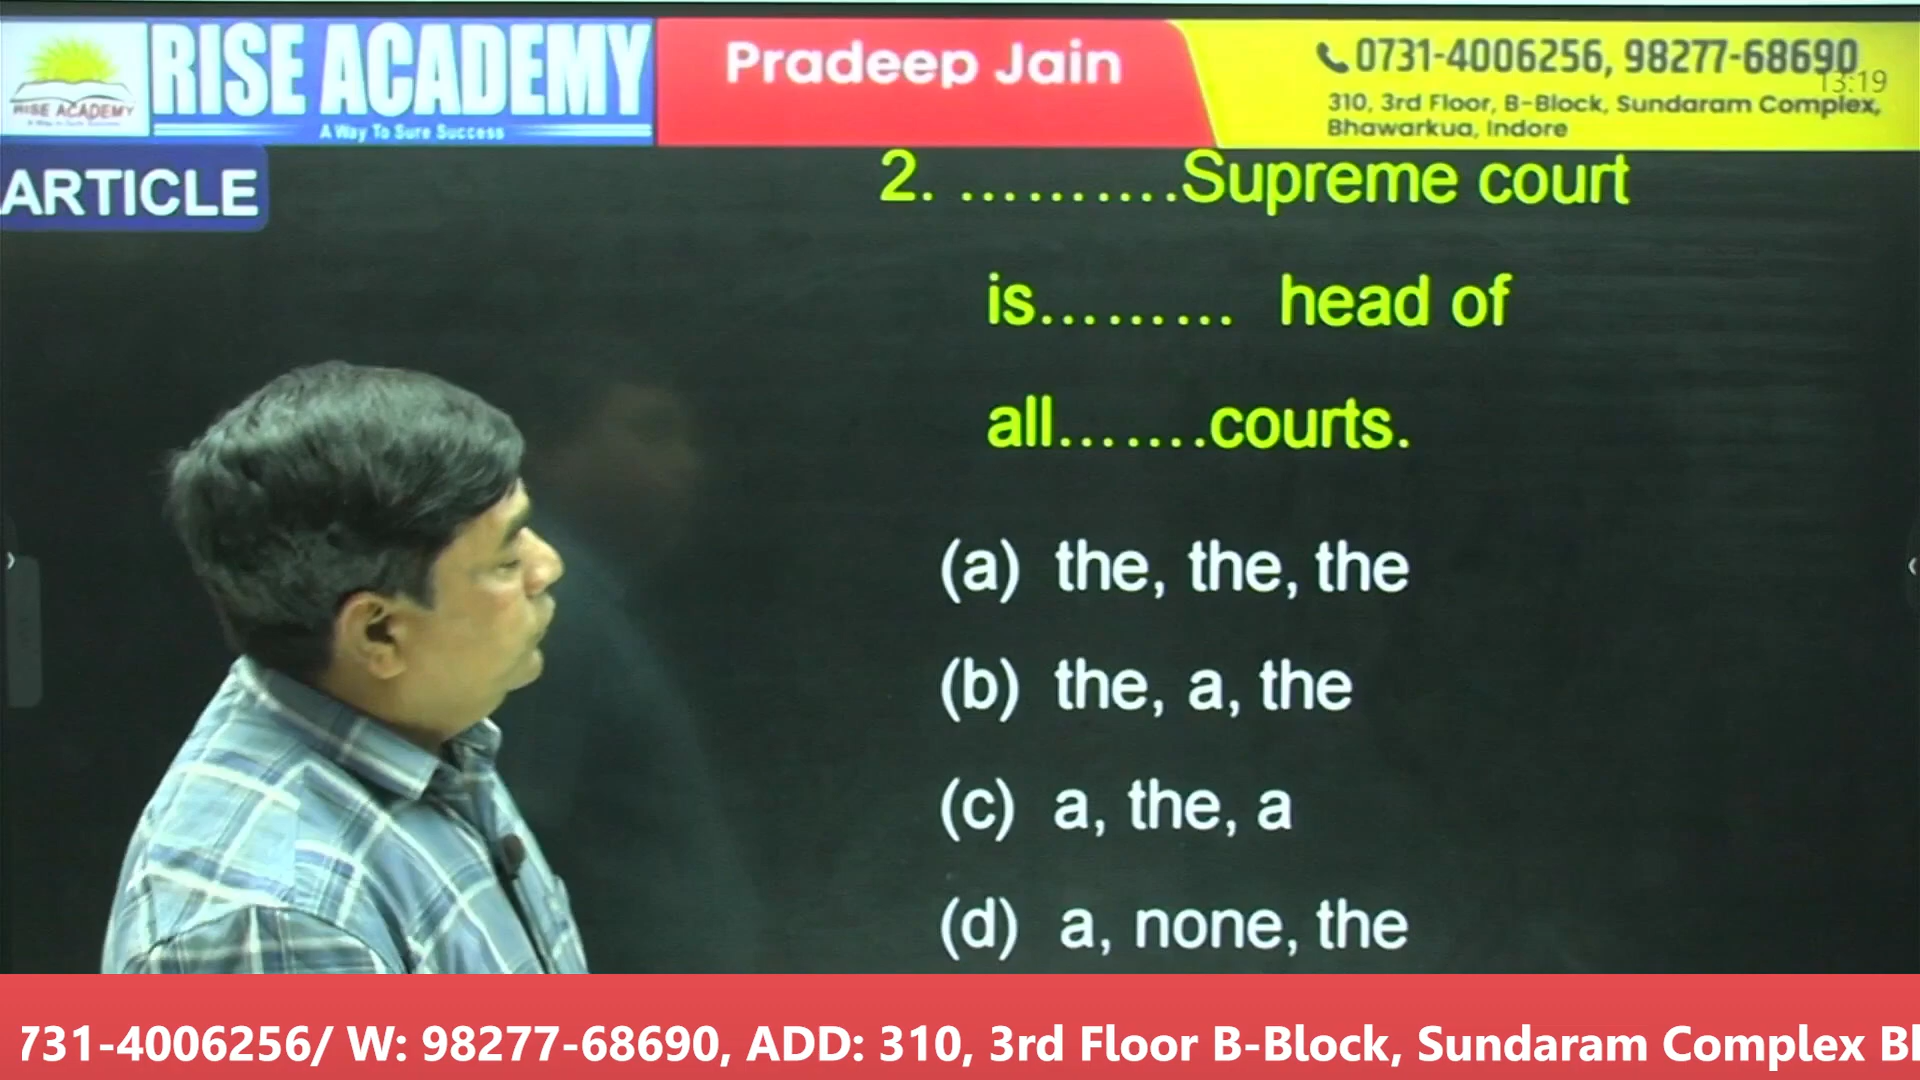 RISE ACADEMY
RISE ACADEMY
A Way To Sure Success
Pradeep Jain
0731-4006256, 98277-68690
13:19
310, 3rd Floor, B-Block, Sundaram Complex,
Bhawarkua, Indore
ARTICLE
2. ..........Supreme court
is......... head of
all.......courts.
(a) the, the, the
(b) the, a, the
(c) a, the, a
(d) a, none, the
731-4006256/ W: 98277-68690, ADD: 310, 3rd Floor B-Block, Sundaram Complex Bl